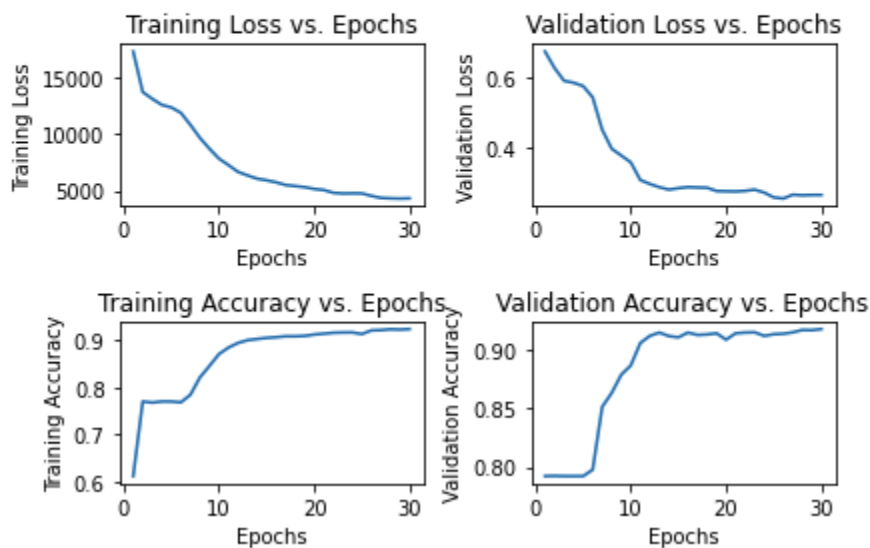 Training Loss vs. Epochs
Training Loss
15000
10000
5000
0 10 20 30
Epochs
Validation Loss vs. Epochs
Validation Loss
0.6
0.4
0 10 20 30
Epochs
Training Accuracy vs. Epochs
Training Accuracy
0.9
0.8
0.7
0.6
0 10 20 30
Epochs
Validation Accuracy vs. Epochs
Validation Accuracy
0.90
0.85
0.80
0 10 20 30
Epochs